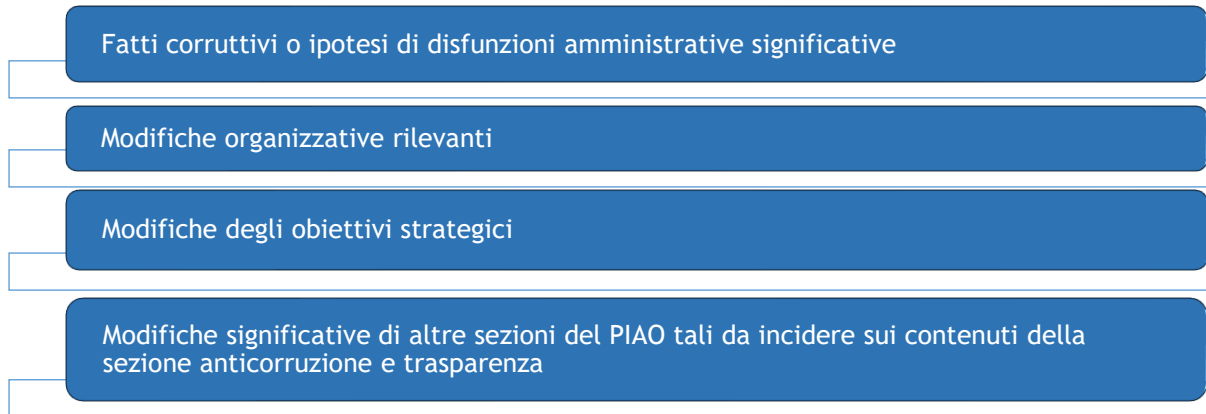 Fatti corruttivi o ipotesi di disfunzioni amministrative significative
Modifiche organizzative rilevanti
Modifiche degli obiettivi strategici
Modifiche significative di altre sezioni del PIAO tali da incidere sui contenuti della
sezione anticorruzione e trasparenza